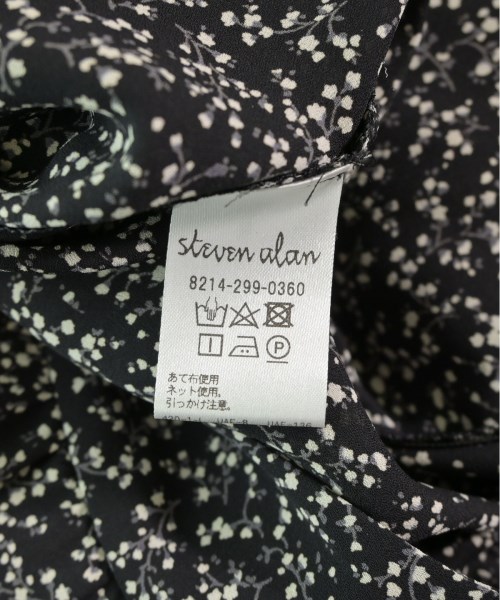 steven alan
8214-299-0360
P
あて布使用
ネット使用。
引っかけ注意。